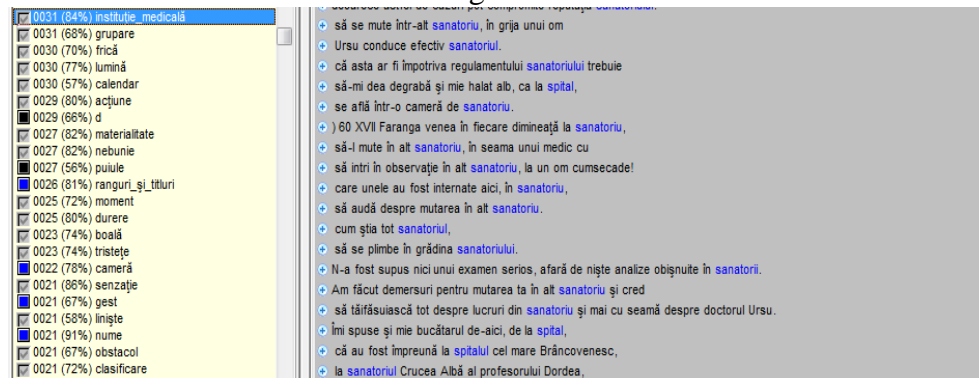 0031 (84%) instituție_medicală
0031 (68%) grupare
0030 (70%) frică
0030 (77%) lumină
0030 (57%) calendar
0029 (80%) acțiune
0029 (66%) d
0027 (82%) materialitate
0027 (82%) nebunie
0027 (56%) puiule
0026 (81%) ranguri_și_titluri
0025 (72%) moment
0025 (80%) durere
0023 (74%) boală
0023 (74%) tristețe
0022 (78%) cameră
0021 (86%) senzație
0021 (67%) gest
0021 (58%) liniște
0021 (91%) nume
0021 (67%) obstacol
0021 (72%) clasificare
să se mute într-alt sanatoriu, în grija unui om
Ursu conduce efectiv sanatoriul.
că asta ar fi împotriva regulamentului sanatoriului trebuie
să-mi dea degrabă și mie halat alb, ca la spital,
se află într-o cameră de sanatoriu.
) 60 XVII Faranga venea în fiecare dimineață la sanatoriu,
să-l mute în alt sanatoriu, în seama unui medic cu
să intri în observație în alt sanatoriu, la un om cumsecade!
care unele au fost internate aici, în sanatoriu,
să audă despre mutarea în alt sanatoriu.
cum știa tot sanatoriul,
să se plimbe în grădina sanatoriului.
N-a fost supus nici unui examen serios, afară de niște analize obișnuite în sanatorii.
Am făcut demersuri pentru mutarea ta în alt sanatoriu și cred
să tăifăsuiască tot despre lucruri din sanatoriu și mai cu seamă despre doctorul Ursu.
Îmi spuse și mie bucătarul de-aici, de la spital,
că au fost împreună la spitalul cel mare Brâncovenesc,
la sanatoriul Crucea Albă al profesorului Dordea,